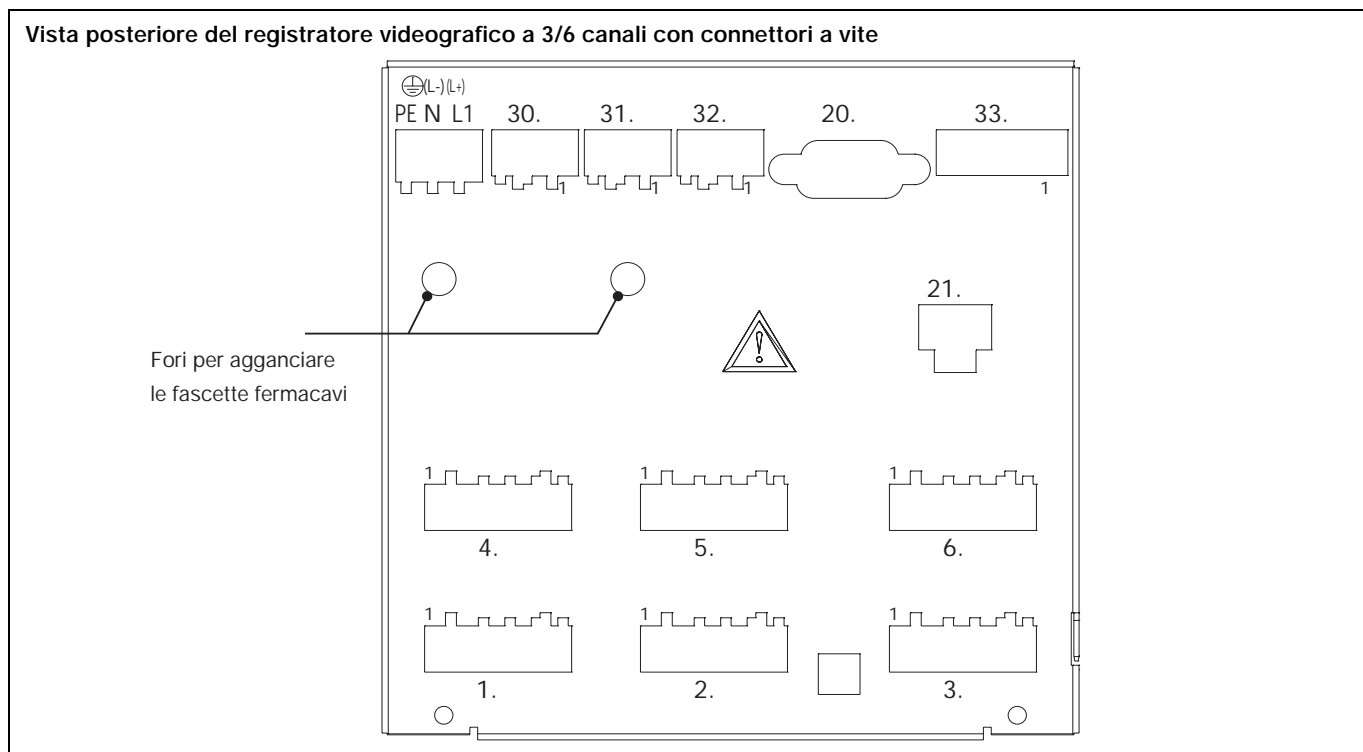 Vista posteriore del registratore videografico a 3/6 canali con connettori a vite
(L-) (L+)
PE N L1 30. 31. 32. 20. 33.
1 1 1 1
21.
Fori per agganciare
le fascette fermacavi
1 1 1
4. 5. 6.
1 1 1
1. 2. 3.